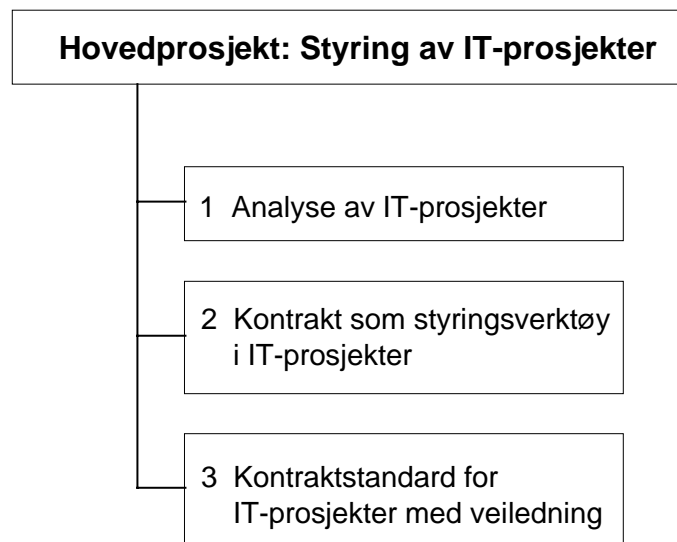 Hovedprosjekt: Styring av IT-prosjekter
1 Analyse av IT-prosjekter
2 Kontrakt som styringsverktøy
i IT-prosjekter
3 Kontraktstandard for
IT-prosjekter med veiledning